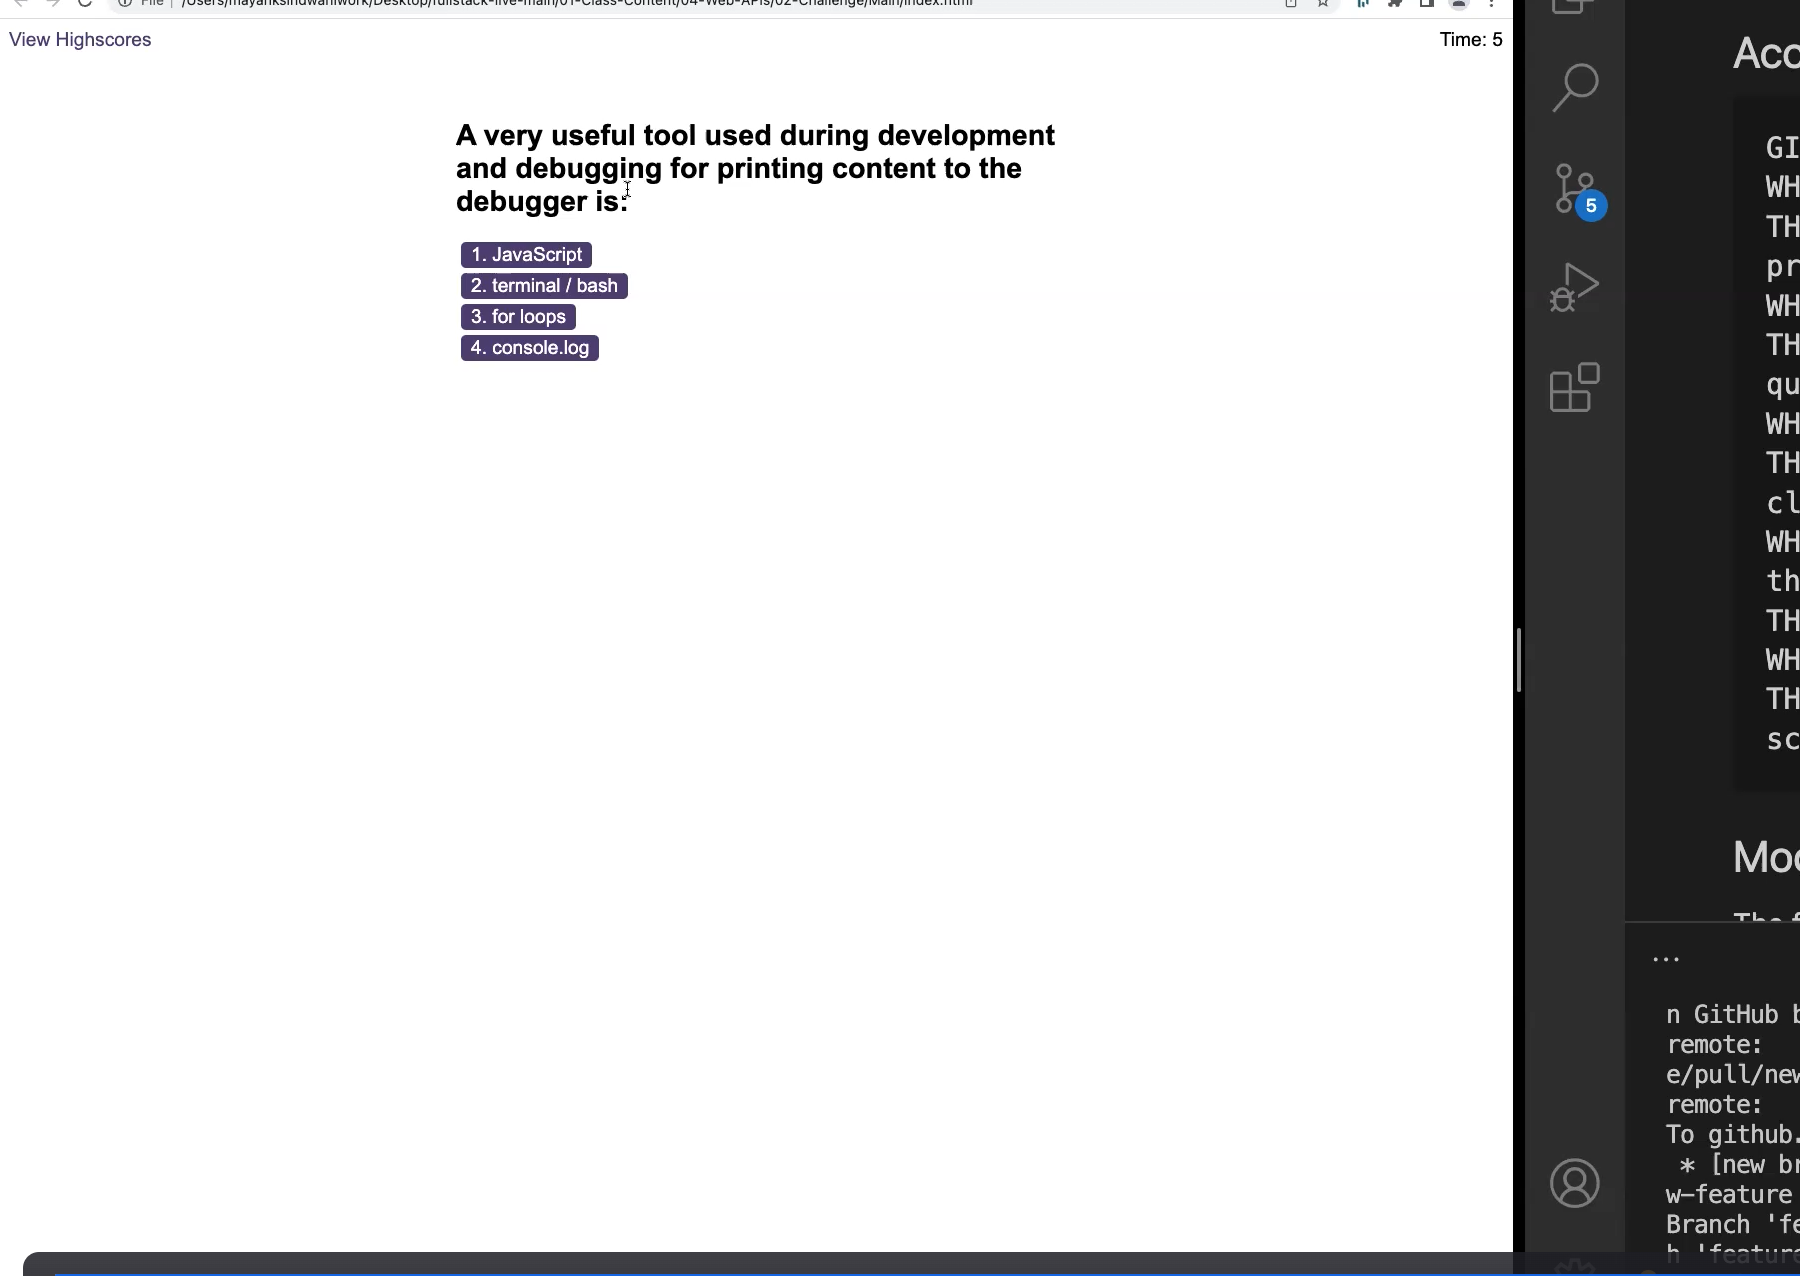 File /Users/mayanksindwaniwork/Desktop/fullstack-live-main/01-Class-Content/04-Web-APIs/02-Challenge/Main/index.html
View Highscores
Time: 5
A very useful tool used during development
and debugging for printing content to the
debugger is:
1. JavaScript
2. terminal / bash
3. for loops
4. console.log
5
Acc
GI
WH
TH
pr
WH
TH
qu
WH
TH
cl
WH
th
TH
WH
TH
sc
Mod
The f
...
n GitHub b
remote:
e/pull/new
remote:
To github.
* [new br
w-feature
Branch 'fe
h 'feature